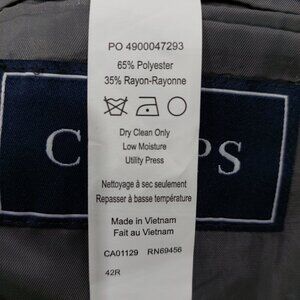 PO 4900047293
65% Polyester
35% Rayon-Rayonne
Dry Clean Only
Low Moisture
Utility Press
Nettoyage à sec seulement
Repasser à basse température
Made in Vietnam
Fait au Vietnam
CA01129 RN69456
42R